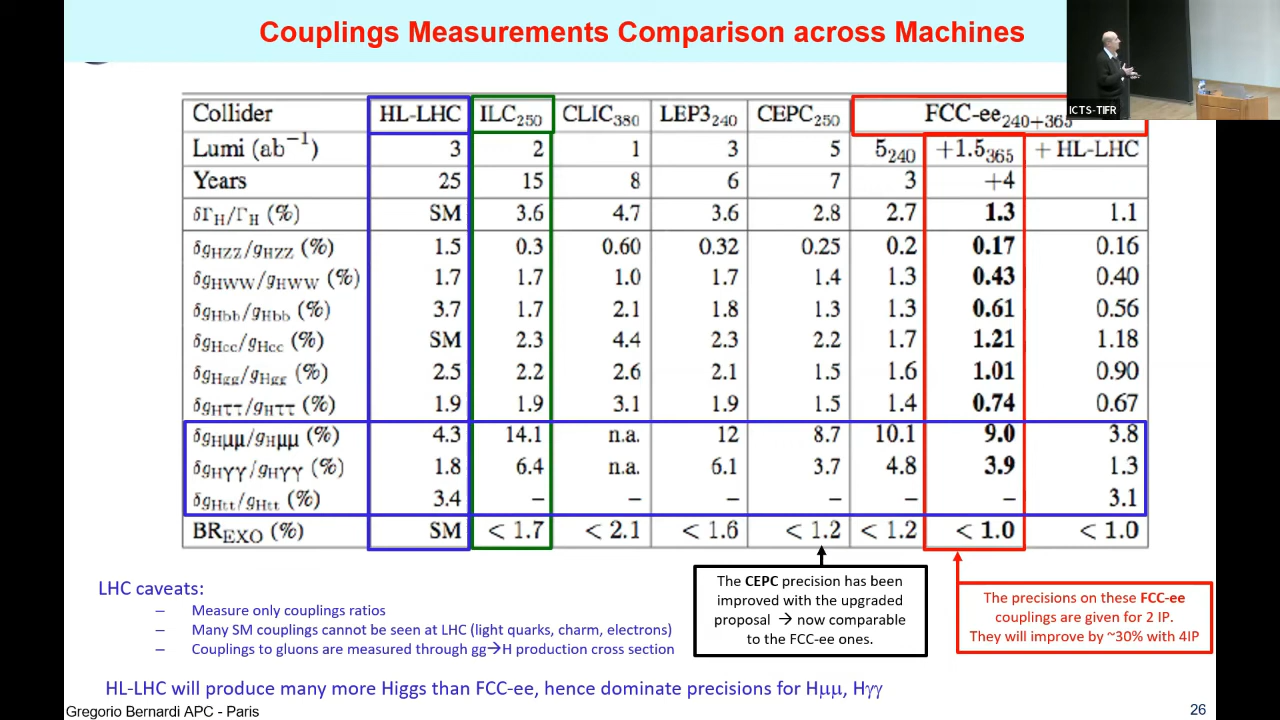 Couplings Measurements Comparison across Machines
ICTS-TIFR
Collider HL-LHC ILC250 CLIC380 LEP3240 CEPC250 FCC-ee240+365
Lumi (ab−1) 3 2 1 3 5 5240 +1.5365 + HL-LHC
Years 25 15 8 6 7 3 +4
δΓH/ΓH (%) SM 3.6 4.7 3.6 2.8 2.7 1.3 1.1
δgHZZ/gHZZ (%) 1.5 0.3 0.60 0.32 0.25 0.2 0.17 0.16
δgHWW/gHWW (%) 1.7 1.7 1.0 1.7 1.4 1.3 0.43 0.40
δgHbb/gHbb (%) 3.7 1.7 2.1 1.8 1.3 1.3 0.61 0.56
δgHcc/gHcc (%) SM 2.3 4.4 2.3 2.2 1.7 1.21 1.18
δgHgg/gHgg (%) 2.5 2.2 2.6 2.1 1.5 1.6 1.01 0.90
δgHττ/gHττ (%) 1.9 1.9 3.1 1.9 1.5 1.4 0.74 0.67
δgHμμ/gHμμ (%) 4.3 14.1 n.a. 12 8.7 10.1 9.0 3.8
δgHγγ/gHγγ (%) 1.8 6.4 n.a. 6.1 3.7 4.8 3.9 1.3
δgHtt/gHtt (%) 3.4 – – – – – – 3.1
BREXO (%) SM < 1.7 < 2.1 < 1.6 < 1.2 < 1.2 < 1.0 < 1.0
LHC caveats:
– Measure only couplings ratios
– Many SM couplings cannot be seen at LHC (light quarks, charm, electrons)
– Couplings to gluons are measured through gg→H production cross section
The CEPC precision has been
improved with the upgraded
proposal → now comparable
to the FCC-ee ones.
The precisions on these FCC-ee
couplings are given for 2 IP.
They will improve by ~30% with 4IP
HL-LHC will produce many more Higgs than FCC-ee, hence dominate precisions for Hμμ, Hγγ
Gregorio Bernardi APC - Paris
26